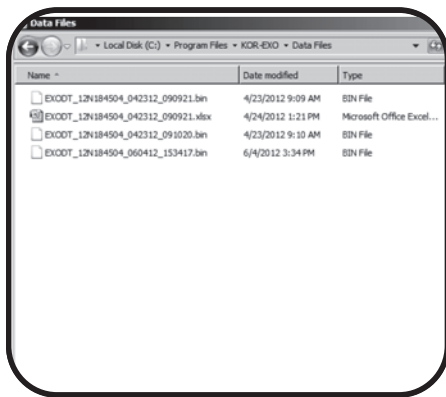 Data Files
Local Disk (C:) Program Files KOR-EXO Data Files
Name Date modified Type
EXODT_12N184504_042312_090921.bin 4/23/2012 9:09 AM BIN File
EXODT_12N184504_042312_090921.xlsx 4/24/2012 1:21 PM Microsoft Office Excel...
EXODT_12N184504_042312_091020.bin 4/23/2012 9:10 AM BIN File
EXODT_12N184504_060412_153417.bin 6/4/2012 3:34 PM BIN File